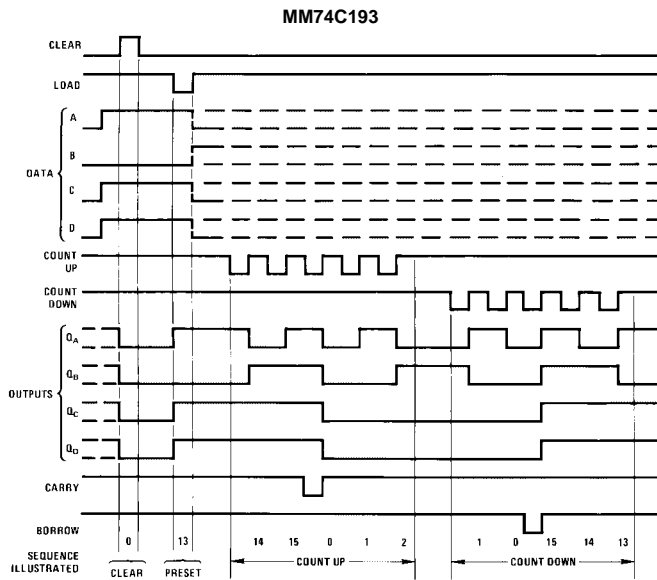 MM74C193
CLEAR
LOAD
A
B
DATA
C
D
COUNT UP
COUNT DOWN
QA
QB
OUTPUTS
QC
QD
CARRY
BORROW
0 13 14 15 0 1 2 1 0 15 14 13
SEQUENCE ILLUSTRATED
CLEAR PRESET COUNT UP COUNT DOWN